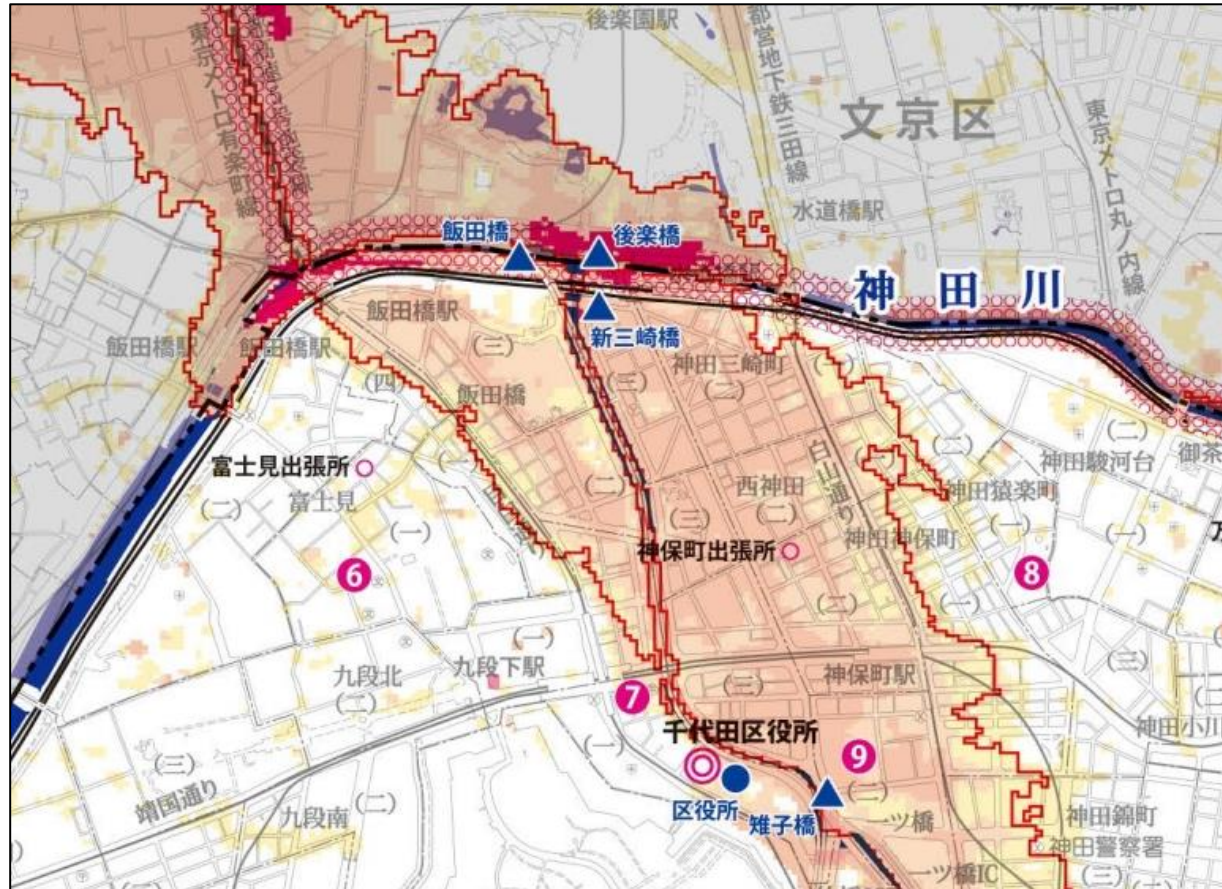 後楽園駅
都営地下鉄三田線
東京メトロ有楽町線
文京区
東京メトロ丸ノ内線
水道橋駅
飯田橋
後楽橋
神田川
飯田橋駅
新三崎橋
飯田橋駅
飯田橋駅
(三)
(三)
神田三崎町
(二)
(一)
(四)
飯田橋
白山通り
(二)
(二)
神田駿河台
御茶
富士見出張所
富士見
(一)
(二)
(二)
西神田
(二)
(三)
神田猿楽町
(一)
(一)
神保町出張所
神田神保町
(一)
6
8
(二)
(一)
(一)
九段下駅
九段北
(二)
神保町駅
(三)
(三)
7
千代田区役所
9
神田小川
(三)
(一)
靖国通り
九段南
(二)
区役所
雉子橋
(二)
一ツ橋
神田錦町
神田警察署
一ツ橋IC
(三)